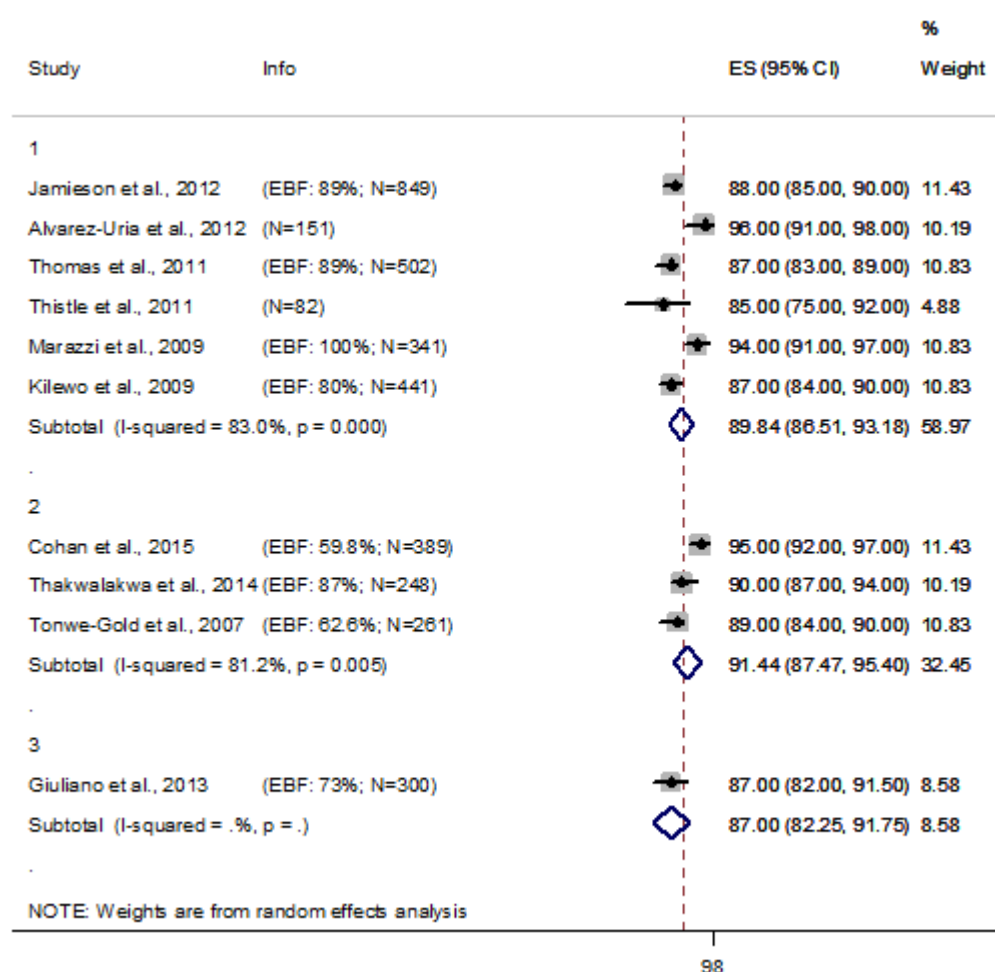 %
Study Info ES (95% CI) Weight
1
Jamieson et al., 2012 (EBF: 89%; N=849) 88.00 (85.00, 90.00) 11.43
Alvarez-Uria et al., 2012 (N=151) 96.00 (91.00, 98.00) 10.19
Thomas et al., 2011 (EBF: 89%; N=502) 87.00 (83.00, 89.00) 10.83
Thistle et al., 2011 (N=82) 85.00 (75.00, 92.00) 4.88
Marazzi et al., 2009 (EBF: 100%; N=341) 94.00 (91.00, 97.00) 10.83
Kilewo et al., 2009 (EBF: 80%; N=441) 87.00 (84.00, 90.00) 10.83
Subtotal (I-squared = 83.0%, p = 0.000) 89.84 (86.51, 93.18) 58.97
.
2
Cohan et al., 2015 (EBF: 59.8%; N=389) 95.00 (92.00, 97.00) 11.43
Thakwalakwa et al., 2014 (EBF: 87%; N=248) 90.00 (87.00, 94.00) 10.19
Tonwe-Gold et al., 2007 (EBF: 62.6%; N=261) 89.00 (84.00, 90.00) 10.83
Subtotal (I-squared = 81.2%, p = 0.005) 91.44 (87.47, 95.40) 32.45
.
3
Giuliano et al., 2013 (EBF: 73%; N=300) 87.00 (82.00, 91.50) 8.58
Subtotal (I-squared = .%, p = .) 87.00 (82.25, 91.75) 8.58
.
NOTE: Weights are from random effects analysis
98